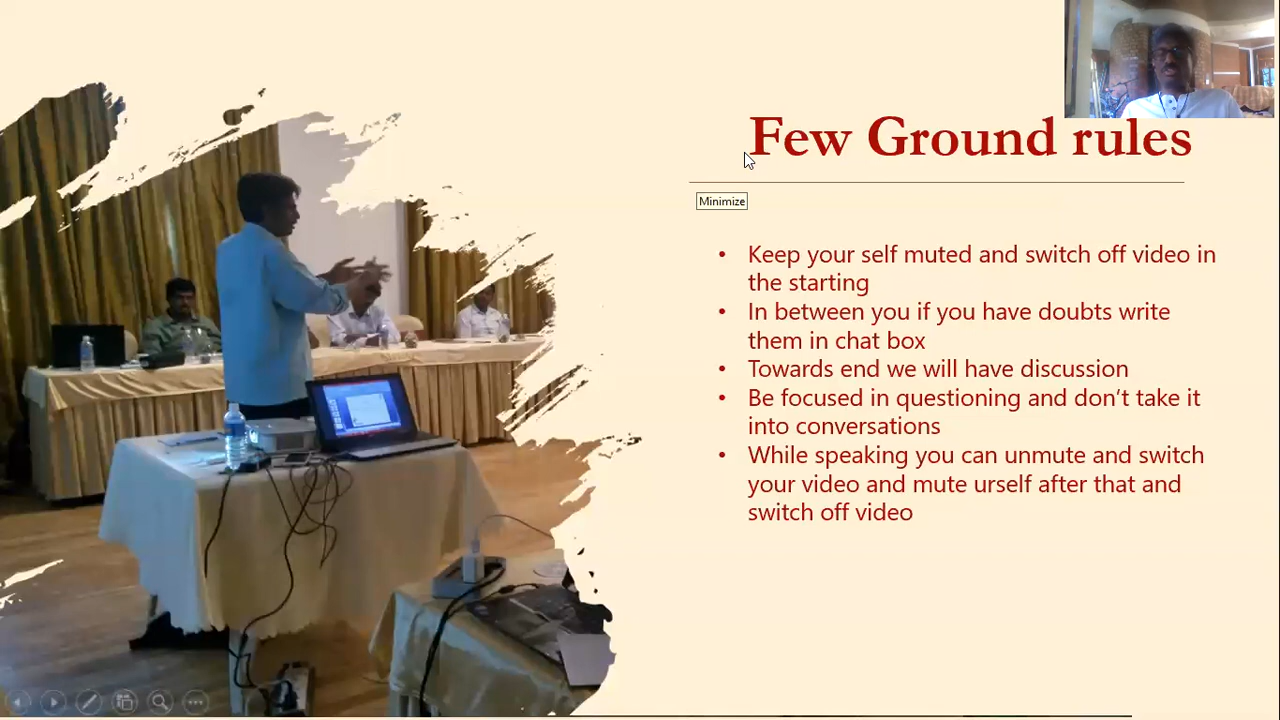 Few Ground rules
Minimize
• Keep your self muted and switch off video in
the starting
• In between you if you have doubts write
them in chat box
• Towards end we will have discussion
• Be focused in questioning and don’t take it
into conversations
• While speaking you can unmute and switch
your video and mute urself after that and
switch off video